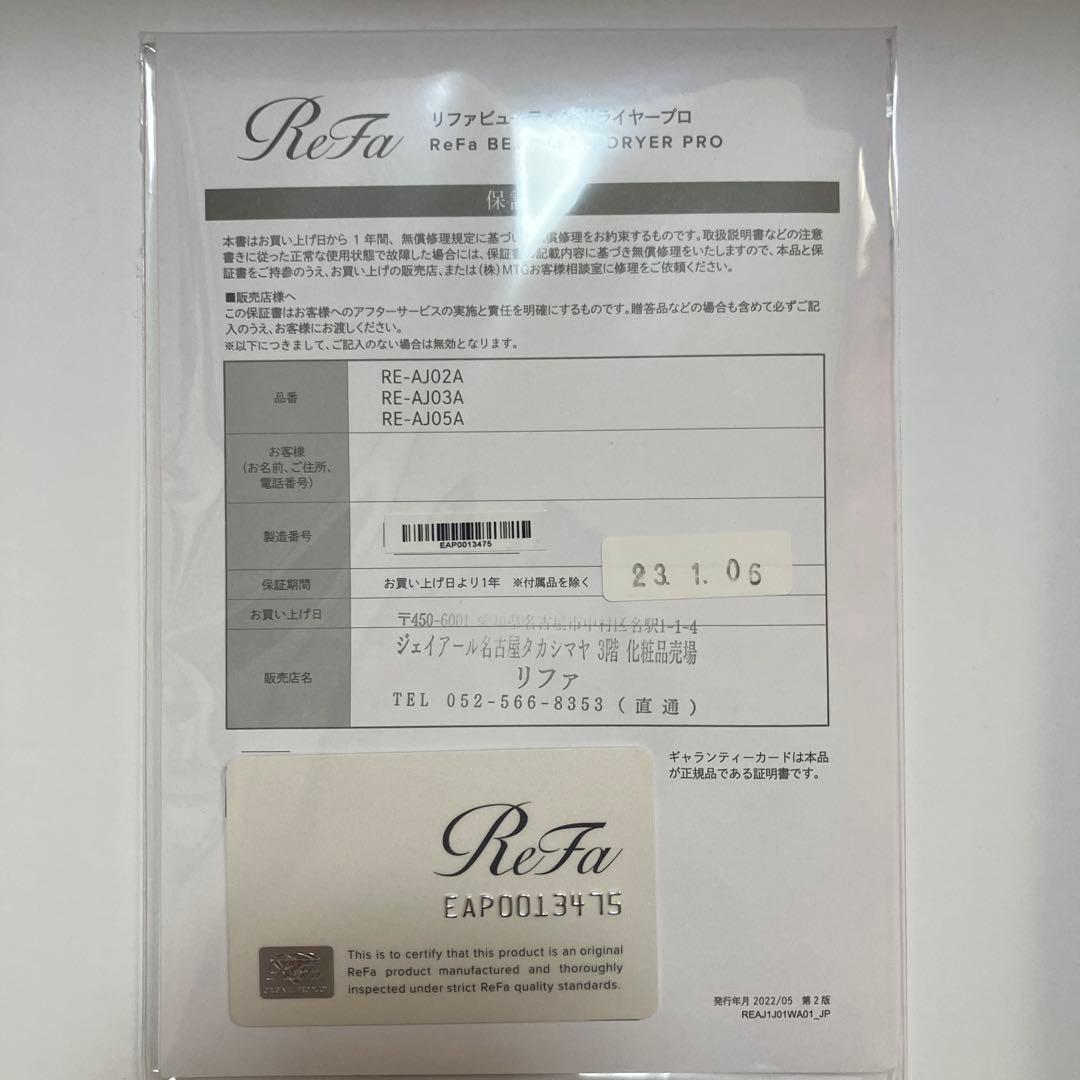 ReFa
リファビューテックドライヤープロ
ReFa BEAUTECH DRYER PRO
保証書
本書はお買い上げ日から 1 年間、無償修理規定に基づいて無償修理をお約束するものです。取扱説明書などの注意
書きに従った正常な使用状態で故障した場合には、保証書の記載内容に基づき無償修理をいたしますので、本品と保
証書をご持参のうえ、お買い上げの販売店、または(株)MTGお客様相談室に修理をご依頼ください。
■販売店様へ
この保証書はお客様へのアフターサービスの実施と責任を明確にするものです。贈答品などの場合も含めて必ずご記
入のうえ、お客様にお渡しください。
※以下につきまして、ご記入のない場合は無効となります。
品番
RE-AJ02A
RE-AJ03A
RE-AJ05A
お客様
(お名前、ご住所、
電話番号)
製造番号
EAP0013475
保証期間
お買い上げ日より1年 ※付属品を除く
23. 1. 06
お買い上げ日
〒450-6001 愛知県名古屋市中村区名駅1-1-4
ジェイアール名古屋タカシマヤ 3階 化粧品売場
販売店名
リファ
TEL 052-566-8353 (直通)
ギャランティーカードは本品
が正規品である証明書です。
ReFa
EAP0013475
This is to certify that this product is an original
ReFa product manufactured and thoroughly
inspected under strict ReFa quality standards.
発行年月 2022/05 第2版
REAJ1J01WA01_JP